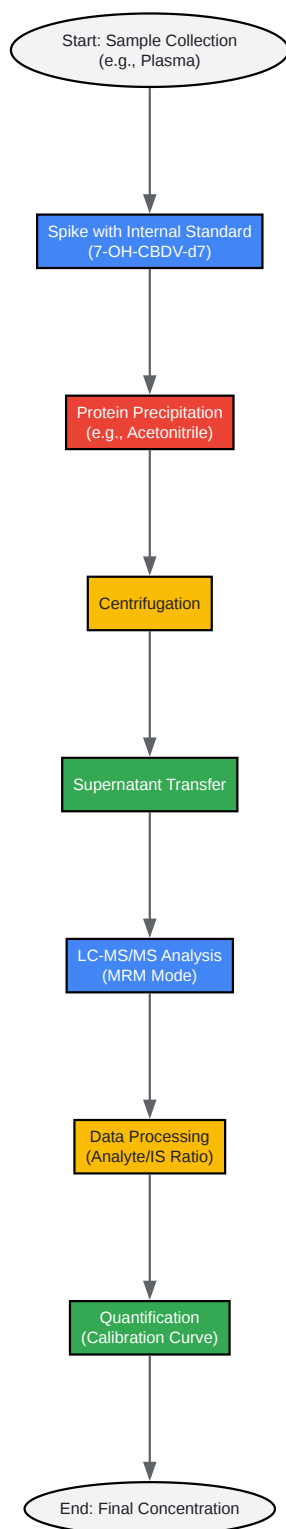 Start: Sample Collection
(e.g., Plasma)
Spike with Internal Standard
(7-OH-CBDV-d7)
Protein Precipitation
(e.g., Acetonitrile)
Centrifugation
Supernatant Transfer
LC-MS/MS Analysis
(MRM Mode)
Data Processing
(Analyte/IS Ratio)
Quantification
(Calibration Curve)
End: Final Concentration